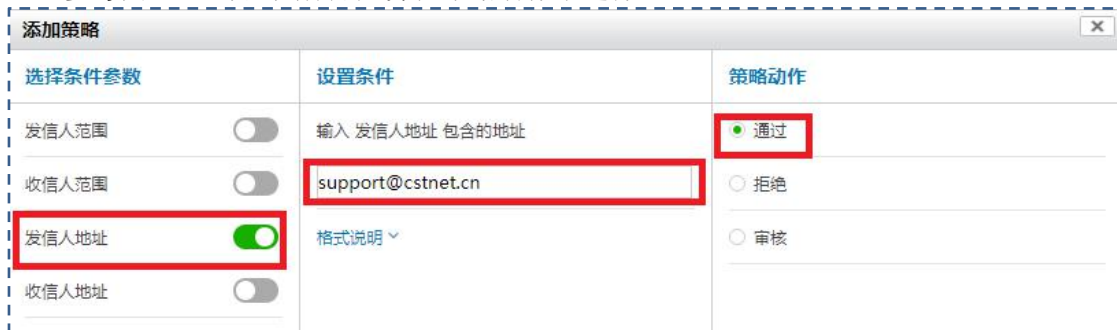 添加策略
选择条件参数
设置条件
策略动作
发信人范围
输入 发信人地址 包含的地址
通过
收信人范围
support@cstnet.cn
拒绝
发信人地址
格式说明
审核
收信人地址